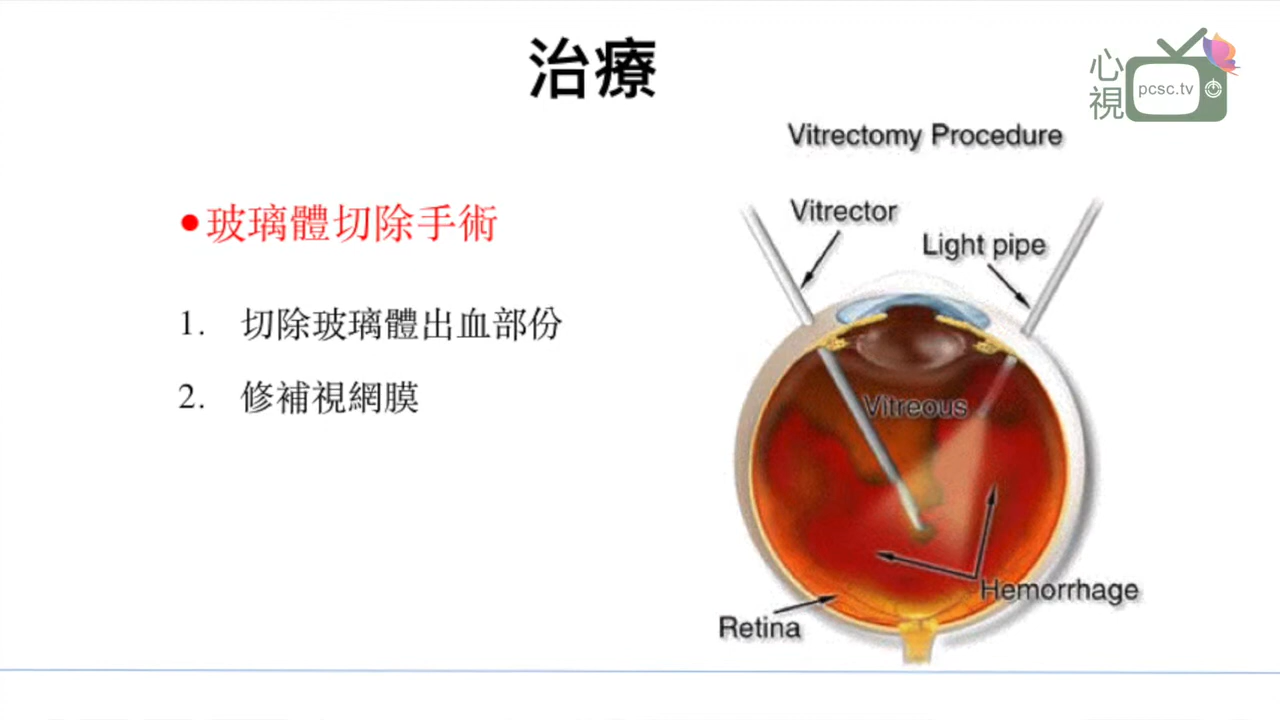 治療
心視
pcsc.tv
Vitrectomy Procedure
•玻璃體切除手術
Vitrector
Light pipe
1. 切除玻璃體出血部份
2. 修補視網膜
Vitreous
Hemorrhage
Retina